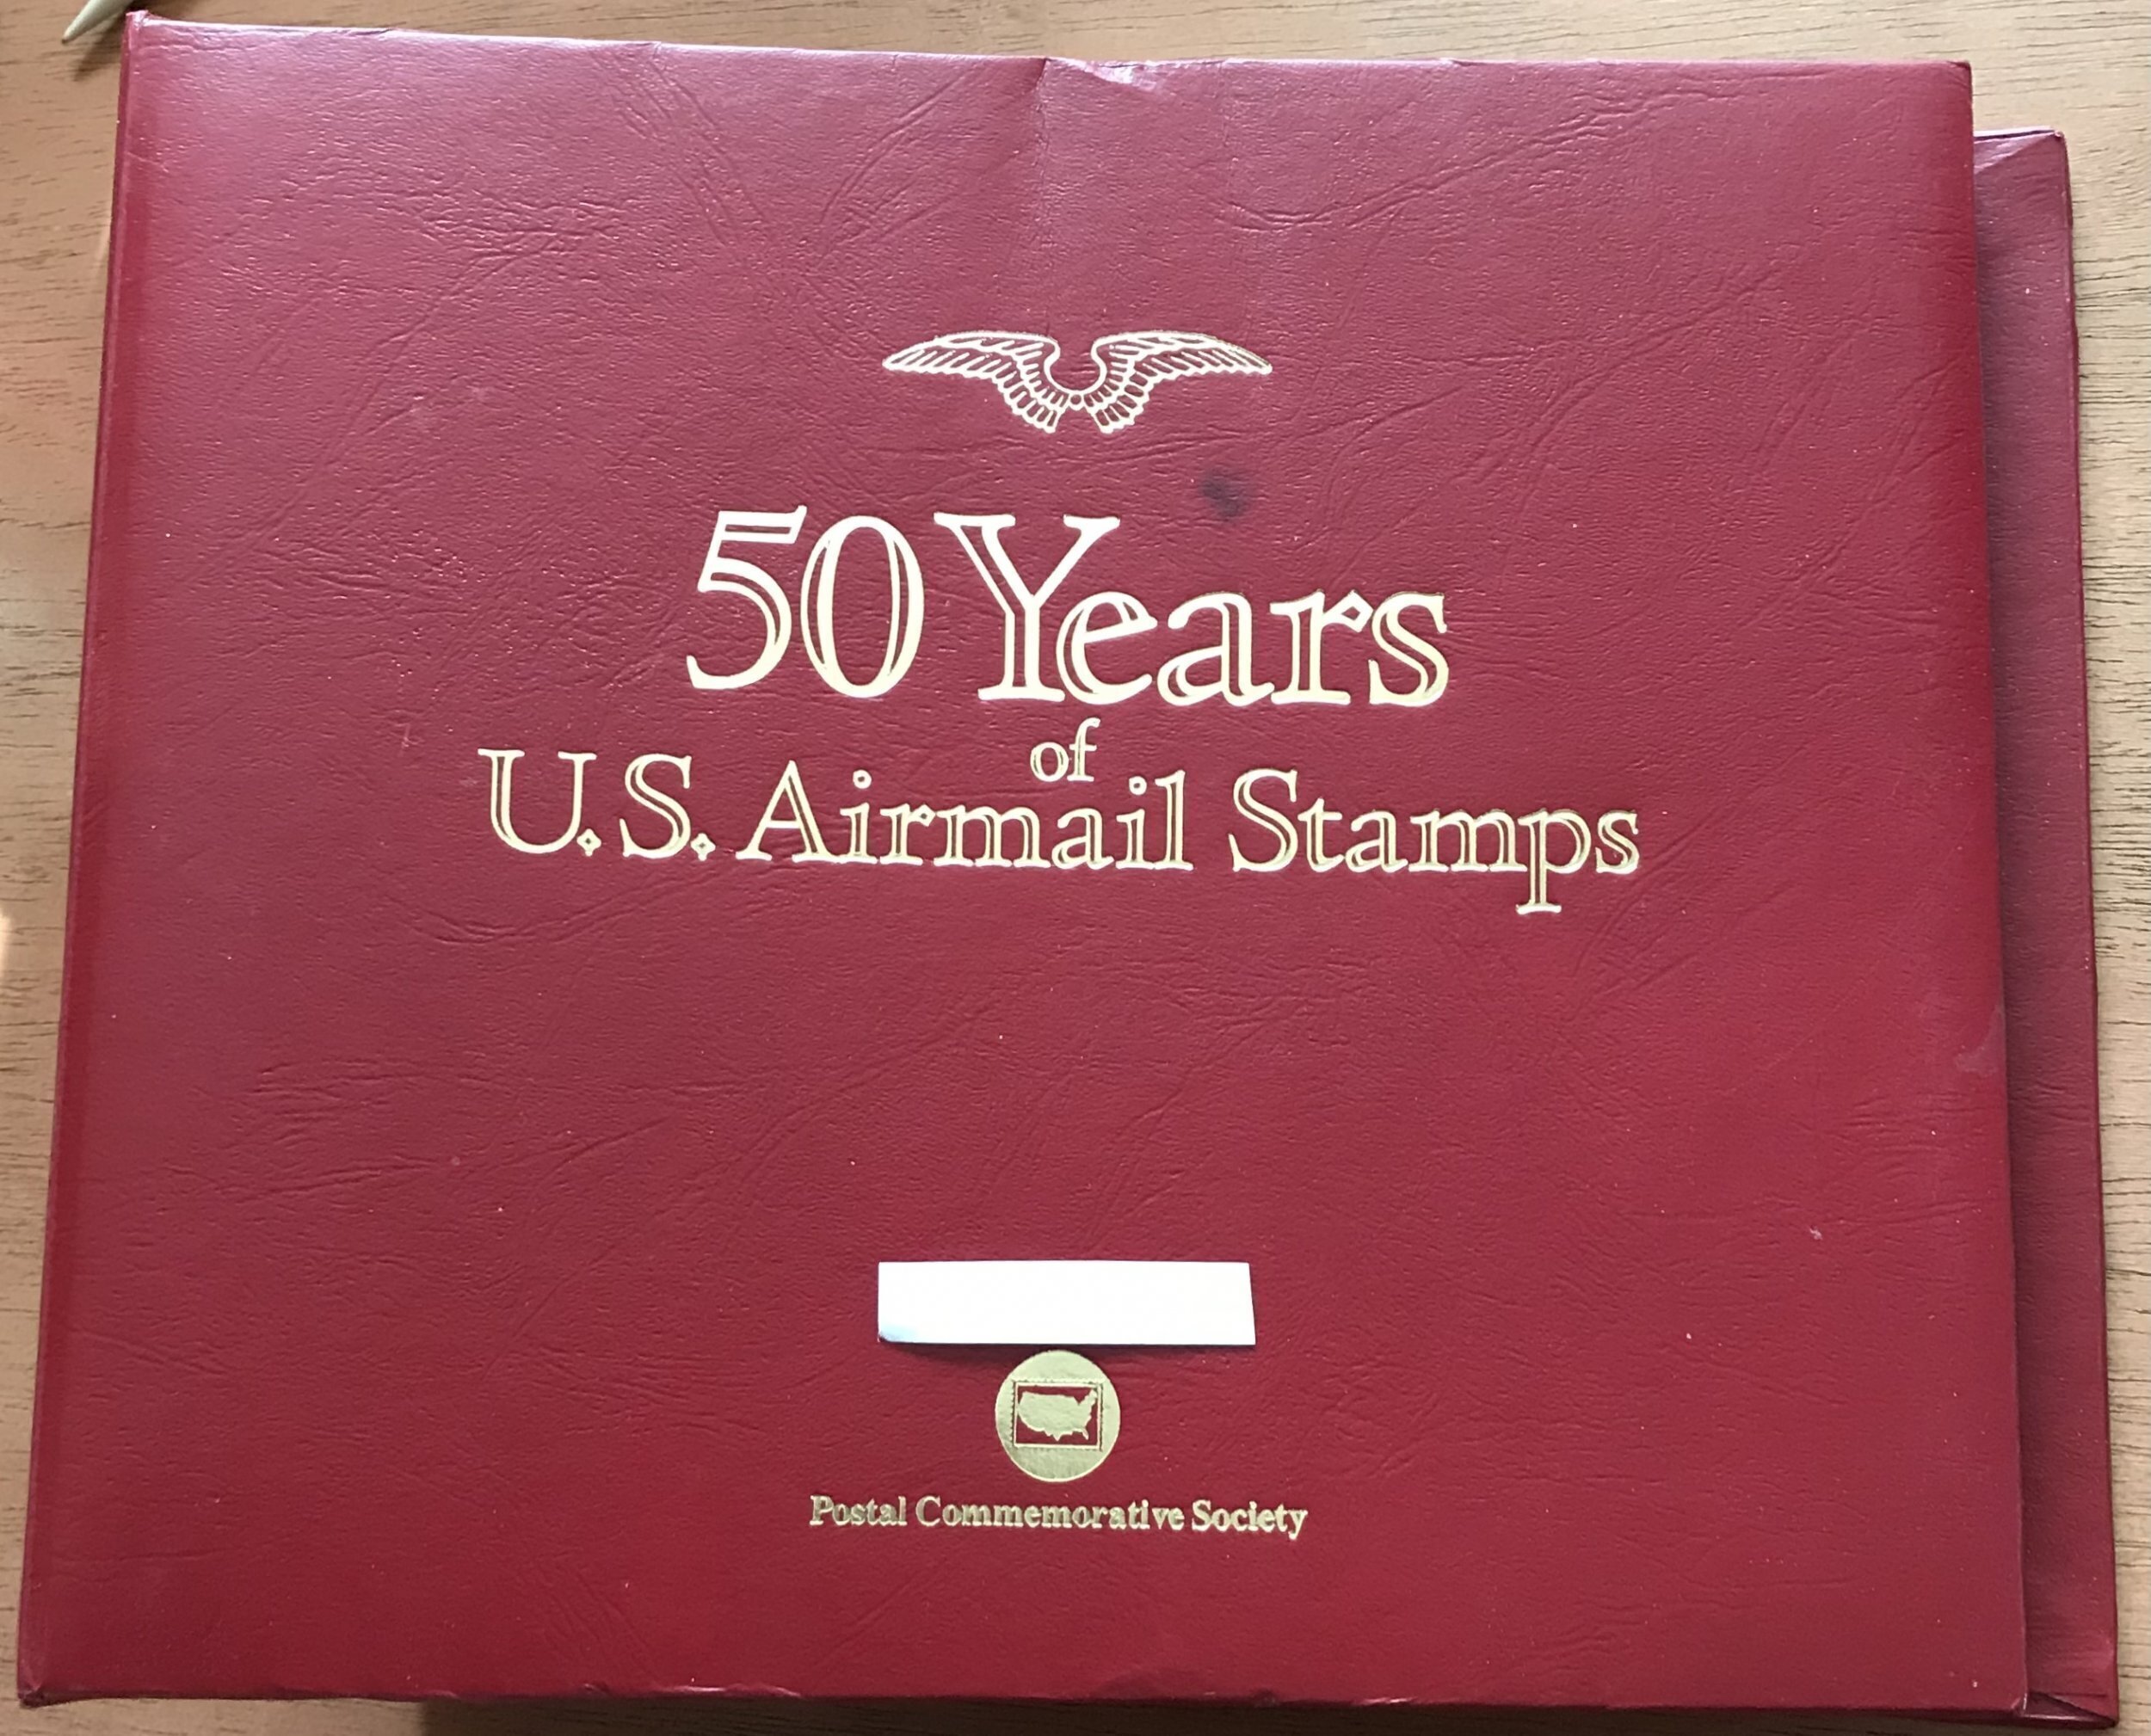 50 Years
of
U.S. Airmail Stamps
Postal Commemorative Society